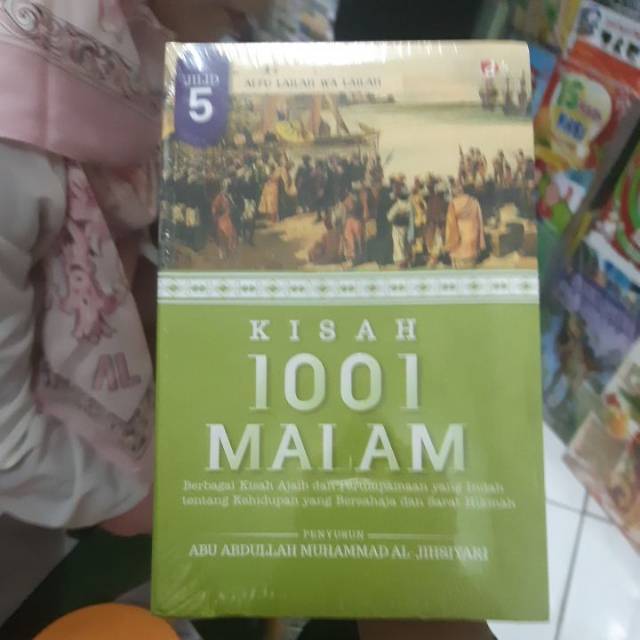 JILID
5
ALFU LAILAH WA LAILAH
KISAH
1001
MALAM
Berbagai Kisah Ajaib dan Perumpamaan yang Indah
tentang Kehidupan yang Bersahaja dan Sarat Hikmah
PENYUSUN
ABU ABDULLAH MUHAMMAD AL-JIHSIYARI
AL